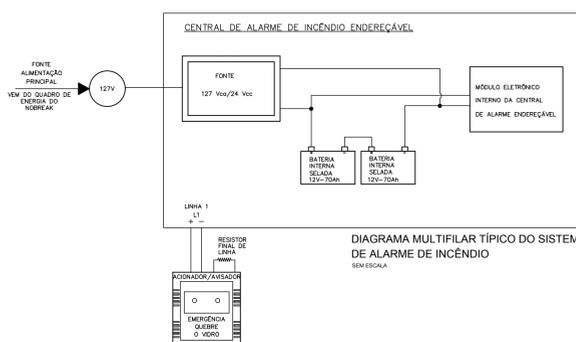 CENTRAL DE ALARME DE INCÊNDIO ENDEREÇÁVEL
FONTE
ALIMENTAÇÃO
PRINCIPAL
VEM DO QUADRO DE
ENERGIA DO
NOBREAK
127V
FONTE
127 Vca/24 Vcc
MÓDULO ELETRÔNICO
INTERNO DA CENTRAL
DE ALARME ENDEREÇÁVEL
BATERIA
INTERNA
SELADA
12V-70Ah
BATERIA
INTERNA
SELADA
12V-70Ah
LINHA 1
L1
+ -
RESISTOR
FINAL DE
LINHA
ACIONADOR/AVISADOR
EMERGÊNCIA
QUEBRE
O VIDRO
DIAGRAMA MULTIFILAR TÍPICO DO SISTEM
DE ALARME DE INCÊNDIO
SEM ESCALA